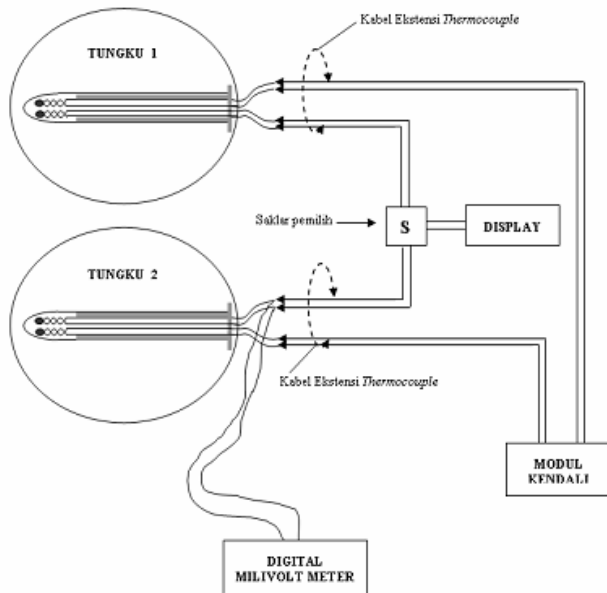 Kabel Ekstensi Thermocouple
TUNGKU 1
Saklar pemilih
S
DISPLAY
TUNGKU 2
Kabel Ekstensi Thermocouple
MODUL
KENDALI
DIGITAL
MILIVOLT METER